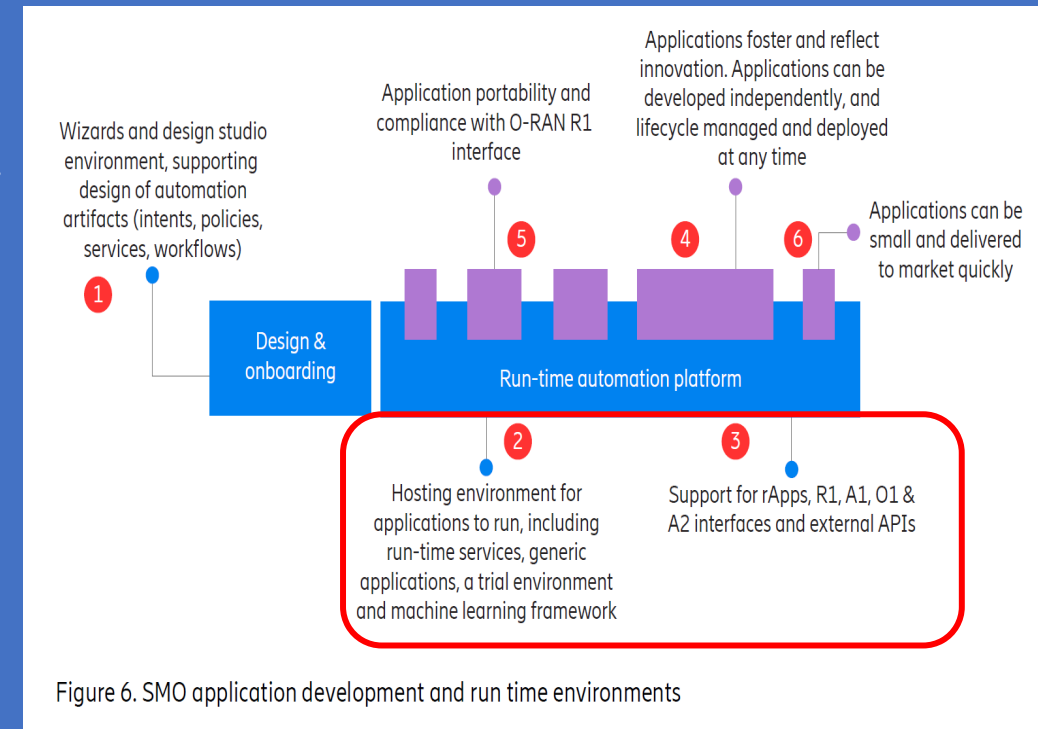 Wizards and design studio
environment, supporting
design of automation
artifacts (intents, policies,
services, workflows)
1
Application portability and
compliance with O-RAN R1
interface
5
Applications foster and reflect
innovation. Applications can be
developed independently, and
lifecycle managed and deployed
at any time
4
6
Applications can be
small and delivered
to market quickly
Design &
onboarding
Run-time automation platform
2
Hosting environment for
applications to run, including
run-time services, generic
applications, a trial environment
and machine learning framework
3
Support for rApps, R1, A1, O1 &
A2 interfaces and external APIs
Figure 6. SMO application development and run time environments